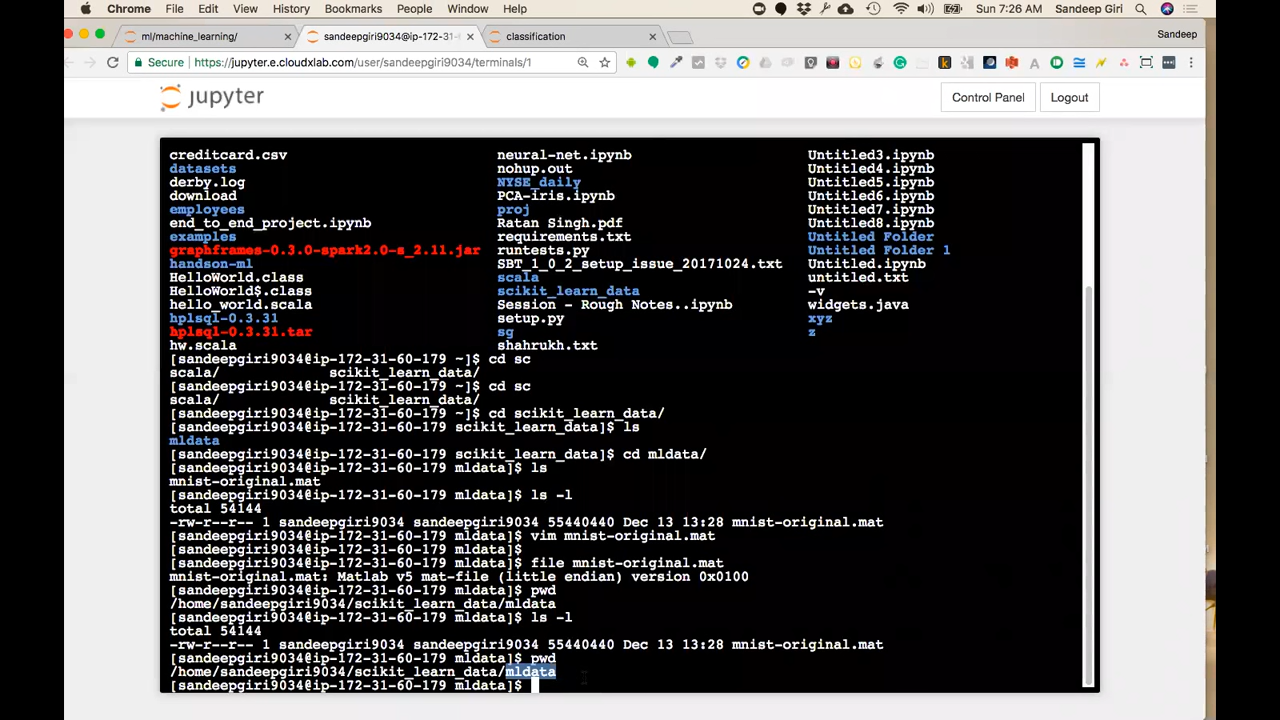 Chrome File Edit View History Bookmarks People Window Help Sun 7:26 AM Sandeep Giri
ml/machine_learning/ sandeepgiri9034@ip-172-31- classification Sandeep
Secure https://jupyter.e.cloudxlab.com/user/sandeepgiri9034/terminals/1
jupyter Control Panel Logout
creditcard.csv neural-net.ipynb Untitled3.ipynb
datasets nohup.out Untitled4.ipynb
derby.log NYSE_daily Untitled5.ipynb
download PCA-iris.ipynb Untitled6.ipynb
employees proj Untitled7.ipynb
end_to_end_project.ipynb Ratan Singh.pdf Untitled8.ipynb
examples requirements.txt Untitled Folder
graphframes-0.3.0-spark2.0-s_2.11.jar runtests.py Untitled Folder 1
handson-ml SBT_1_0_2_setup_issue_20171024.txt Untitled.ipynb
HelloWorld.class scala untitled.txt
HelloWorld$.class scikit_learn_data -v
hello_world.scala Session - Rough Notes..ipynb widgets.java
hplsql-0.3.31 setup.py xyz
hplsql-0.3.31.tar sg z
hw.scala shahrukh.txt
[sandeepgiri9034@ip-172-31-60-179 ~]$ cd sc
scala/ scikit_learn_data/
[sandeepgiri9034@ip-172-31-60-179 ~]$ cd sc
scala/ scikit_learn_data/
[sandeepgiri9034@ip-172-31-60-179 ~]$ cd scikit_learn_data/
[sandeepgiri9034@ip-172-31-60-179 scikit_learn_data]$ ls
mldata
[sandeepgiri9034@ip-172-31-60-179 scikit_learn_data]$ cd mldata/
[sandeepgiri9034@ip-172-31-60-179 mldata]$ ls
mnist-original.mat
[sandeepgiri9034@ip-172-31-60-179 mldata]$ ls -l
total 54144
-rw-r--r-- 1 sandeepgiri9034 sandeepgiri9034 55440440 Dec 13 13:28 mnist-original.mat
[sandeepgiri9034@ip-172-31-60-179 mldata]$ vim mnist-original.mat
[sandeepgiri9034@ip-172-31-60-179 mldata]$
[sandeepgiri9034@ip-172-31-60-179 mldata]$ file mnist-original.mat
mnist-original.mat: Matlab v5 mat-file (little endian) version 0x0100
[sandeepgiri9034@ip-172-31-60-179 mldata]$ pwd
/home/sandeepgiri9034/scikit_learn_data/mldata
[sandeepgiri9034@ip-172-31-60-179 mldata]$ ls -l
total 54144
-rw-r--r-- 1 sandeepgiri9034 sandeepgiri9034 55440440 Dec 13 13:28 mnist-original.mat
[sandeepgiri9034@ip-172-31-60-179 mldata]$ pwd
/home/sandeepgiri9034/scikit_learn_data/mldata
[sandeepgiri9034@ip-172-31-60-179 mldata]$